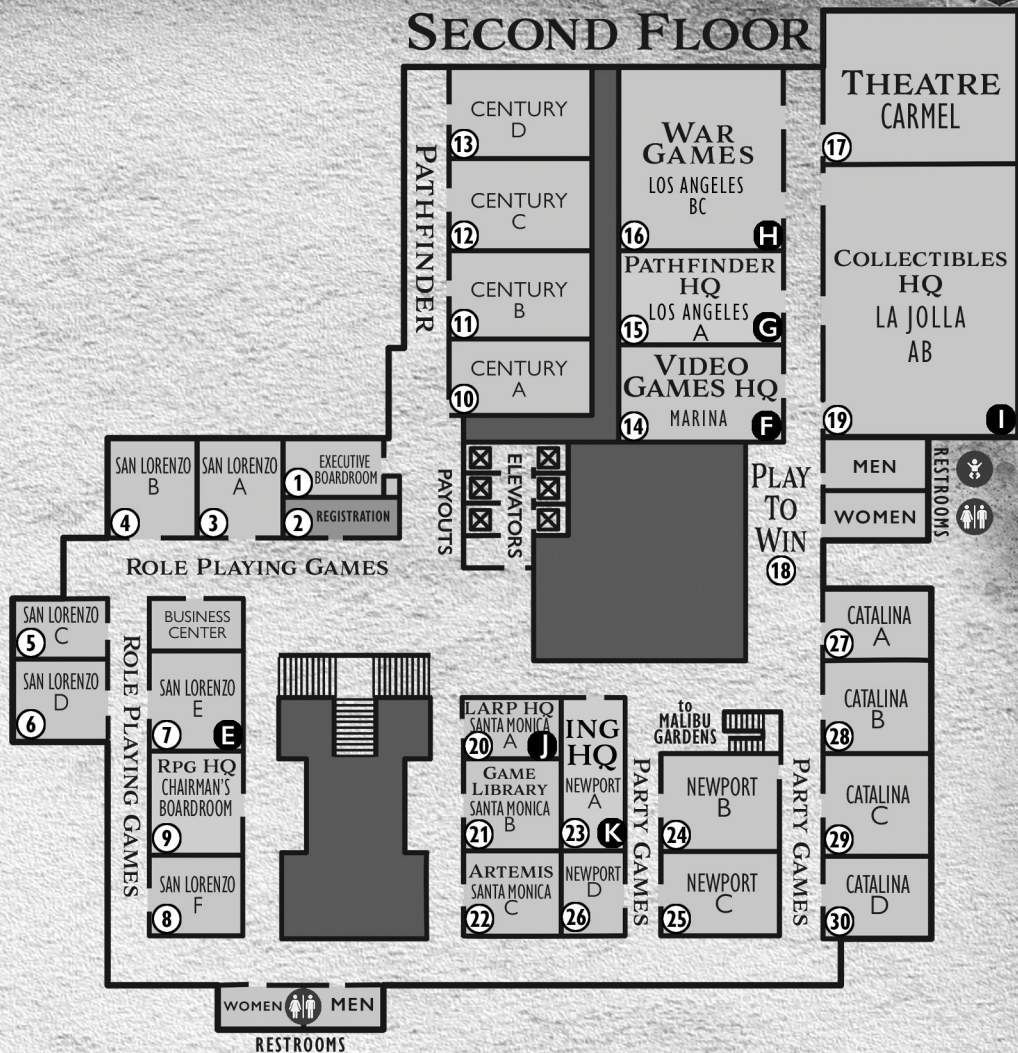 SECOND FLOOR
THEATRE
CARMEL
17
CENTURY
D
13
CENTURY
C
12
CENTURY
B
11
CENTURY
A
10
PATHFINDER
WAR
GAMES
LOS ANGELES
BC
16
H
PATHFINDER
HQ
LOS ANGELES
A
15
G
VIDEO
GAMES HQ
MARINA
14
F
COLLECTIBLES
HQ
LA JOLLA
AB
19
I
MEN
WOMEN
RESTROOMS
SAN LORENZO
B
4
SAN LORENZO
A
3
EXECUTIVE
BOARDROOM
1
2
REGISTRATION
PAYOUTS
ELEVATORS
PLAY
TO
WIN
18
ROLE PLAYING GAMES
SAN LORENZO
C
5
SAN LORENZO
D
6
ROLE PLAYING GAMES
BUSINESS
CENTER
SAN LORENZO
E
7
E
RPG HQ
CHAIRMAN'S
BOARDROOM
9
SAN LORENZO
F
8
LARP HQ
SANTA MONICA
A
20
J
GAME
LIBRARY
SANTA MONICA
B
21
ARTEMIS
SANTA MONICA
C
22
ING
HQ
NEWPORT
A
23
K
NEWPORT
D
26
PARTY GAMES
to
MALIBU
GARDENS
NEWPORT
B
24
NEWPORT
C
25
PARTY GAMES
CATALINA
A
27
CATALINA
B
28
CATALINA
C
29
CATALINA
D
30
WOMEN
MEN
RESTROOMS